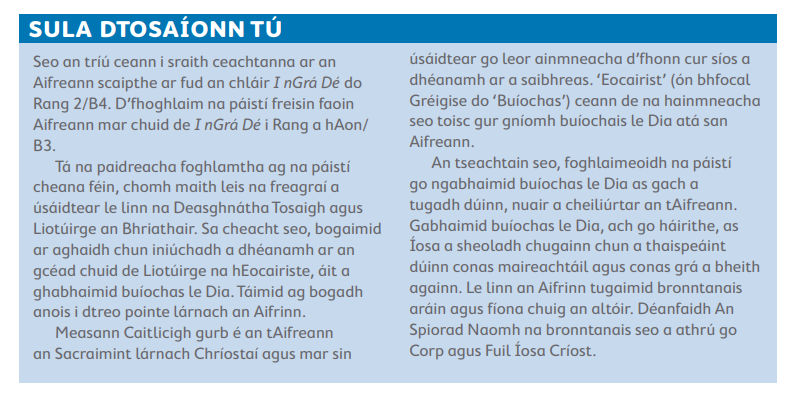 SULA DTOSAÍONN TÚ
Seo an tríú ceann i sraith ceachtanna ar an
Aifreann scaipthe ar fud an chláir I nGrá Dé do
Rang 2/B4. D’fhoghlaim na páistí freisin faoin
Aifreann mar chuid de I nGrá Dé i Rang a hAon/
B3.
Tá na paidreacha foghlamtha ag na páistí
cheana féin, chomh maith leis na freagraí a
úsáidtear le linn na Deasghnátha Tosaigh agus
Liotúirge an Bhriathair. Sa cheacht seo, bogaimid
ar aghaidh chun iniúchadh a dhéanamh ar an
gcéad chuid de Liotúirge na hEocairiste, áit a
ghabhaimid buíochas le Dia. Táimid ag bogadh
anois i dtreo pointe lárnach an Aifrinn.
Measann Caitlicigh gurb é an tAifreann
an Sacraimint lárnach Chríostaí agus mar sin
úsáidtear go leor ainmneacha d’fhonn cur síos a
dhéanamh ar a saibhreas. ‘Eocairist’ (ón bhfocal
Gréigise do ‘Buíochas’) ceann de na hainmneacha
seo toisc gur gníomh buíochais le Dia atá san
Aifreann.
An tseachtain seo, foghlaimeoidh na páistí
go ngabhaimid buíochas le Dia as gach a
tugadh dúinn, nuair a cheiliúrtar an tAifreann.
Gabhaimid buíochas le Dia, ach go háirithe, as
Íosa a sheoladh chugainn chun a thaispeáint
dúinn conas maireachtáil agus conas grá a bheith
againn. Le linn an Aifrinn tugaimid bronntanais
aráin agus fíona chuig an altóir. Déanfaidh An
Spiorad Naomh na bronntanais seo a athrú go
Corp agus Fuil Íosa Críost.